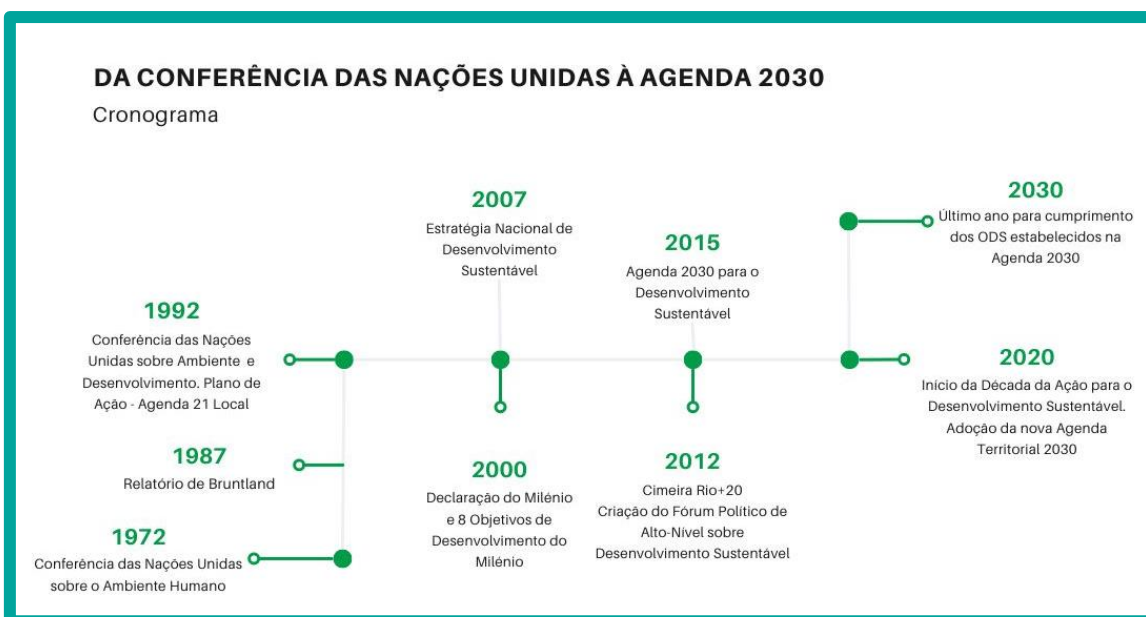 DA CONFERÊNCIA DAS NAÇÕES UNIDAS À AGENDA 2030
Cronograma
1972
Conferência das Nações Unidas
sobre o Ambiente Humano
1987
Relatório de Bruntland
1992
Conferência das Nações
Unidas sobre Ambiente e
Desenvolvimento. Plano de
Ação - Agenda 21 Local
2000
Declaração do Milénio
e 8 Objetivos de
Desenvolvimento do
Milénio
2007
Estratégia Nacional de
Desenvolvimento
Sustentável
2012
Cimeira Rio+20
Criação do Fórum Político de
Alto-Nível sobre
Desenvolvimento Sustentável
2015
Agenda 2030 para o
Desenvolvimento
Sustentável
2020
Início da Década da Ação para o
Desenvolvimento Sustentável.
Adoção da nova Agenda
Territorial 2030
2030
Último ano para cumprimento
dos ODS estabelecidos na
Agenda 2030